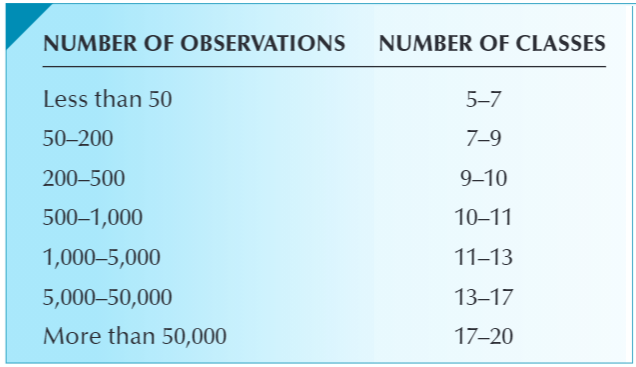 NUMBER OF OBSERVATIONS NUMBER OF CLASSES
Less than 50 5–7
50–200 7–9
200–500 9–10
500–1,000 10–11
1,000–5,000 11–13
5,000–50,000 13–17
More than 50,000 17–20